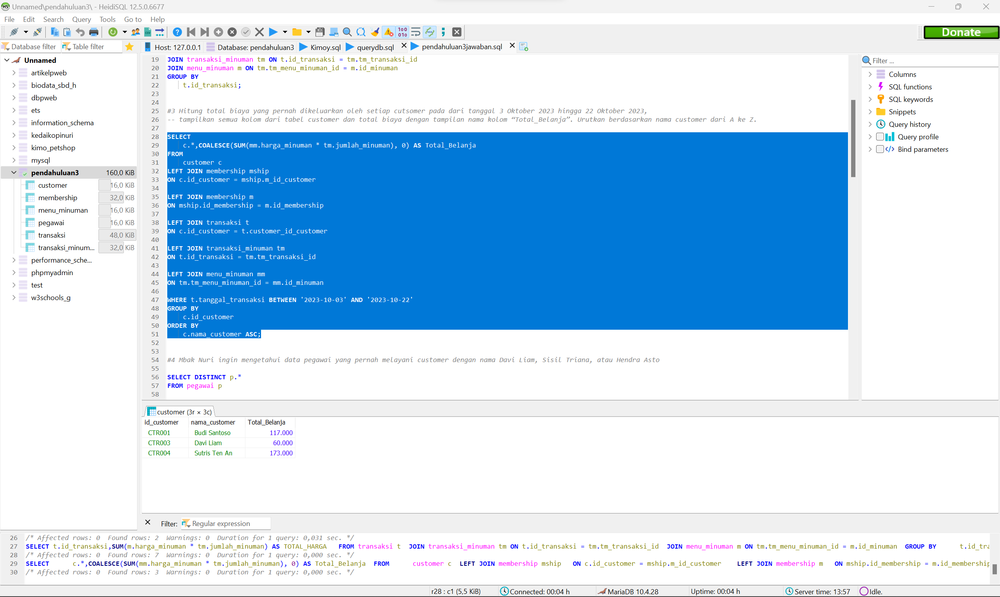 Unnamed\pendahuluan3\ - HeidiSQL 12.5.0.6677
File Edit Search Query Tools Go to Help
Donate
Database filter Table filter Host: 127.0.0.1 Database: pendahuluan3 Kimoy.sql querydb.sql pendahuluan3jawaban.sql
Unnamed
artikelpweb
biodata_sbd_h
dbpweb
ets
information_schema
kedaikopinuri
kimo_petshop
mysql
pendahuluan3 160,0 KiB
customer 16,0 KiB
membership 32,0 KiB
menu_minuman 16,0 KiB
pegawai 16,0 KiB
transaksi 48,0 KiB
transaksi_minum... 32,0 KiB
performance_sche...
phpmyadmin
test
w3schools_g
19 JOIN transaksi_minuman tm ON t.id_transaksi = tm.tm_transaksi_id
20 JOIN menu_minuman m ON tm.tm_menu_minuman_id = m.id_minuman
21 GROUP BY
22 t.id_transaksi;
23
24
25 #3 Hitung total biaya yang pernah dikeluarkan oleh setiap cutsomer pada dari tanggal 3 Oktober 2023 hingga 22 Oktober 2023,
26 -- tampilkan semua kolom dari tabel customer dan total biaya dengan tampilan nama kolom “Total_Belanja”. Urutkan berdasarkan nama customer dari A ke Z.
27
28 SELECT
29 c.*,COALESCE(SUM(mm.harga_minuman * tm.jumlah_minuman), 0) AS Total_Belanja
30 FROM
31 customer c
32 LEFT JOIN membership mship
33 ON c.id_customer = mship.m_id_customer
34
35 LEFT JOIN membership m
36 ON mship.id_membership = m.id_membership
37
38 LEFT JOIN transaksi t
39 ON c.id_customer = t.customer_id_customer
40
41 LEFT JOIN transaksi_minuman tm
42 ON t.id_transaksi = tm.tm_transaksi_id
43
44 LEFT JOIN menu_minuman mm
45 ON tm.tm_menu_minuman_id = mm.id_minuman
46
47 WHERE t.tanggal_transaksi BETWEEN '2023-10-03' AND '2023-10-22'
48 GROUP BY
49 c.id_customer
50 ORDER BY
51 c.nama_customer ASC;
52
53
54 #4 Mbak Nuri ingin mengetahui data pegawai yang pernah melayani customer dengan nama Davi Liam, Sisil Triana, atau Hendra Asto
55
56 SELECT DISTINCT p.*
57 FROM pegawai p
58
Filter ...
Columns
SQL functions
SQL keywords
Snippets
Query history
Query profile
Bind parameters
customer (3r × 3c)
id_customer nama_customer Total_Belanja
CTR001 Budi Santoso 117.000
CTR003 Davi Liam 60.000
CTR004 Sutris Ten An 173.000
Filter: Regular expression
26 /* Affected rows: 0 Found rows: 2 Warnings: 0 Duration for 1 query: 0,031 sec. */
27 SELECT t.id_transaksi,SUM(m.harga_minuman * tm.jumlah_minuman) AS TOTAL_HARGA FROM transaksi t JOIN transaksi_minuman tm ON t.id_transaksi = tm.tm_transaksi_id JOIN menu_minuman m ON tm.tm_menu_minuman_id = m.id_minuman GROUP BY t.id_tra
28 /* Affected rows: 0 Found rows: 7 Warnings: 0 Duration for 1 query: 0,000 sec. */
29 SELECT c.*,COALESCE(SUM(mm.harga_minuman * tm.jumlah_minuman), 0) AS Total_Belanja FROM customer c LEFT JOIN membership mship ON c.id_customer = mship.m_id_customer LEFT JOIN membership m ON mship.id_membership = m.id_membership
30 /* Affected rows: 0 Found rows: 3 Warnings: 0 Duration for 1 query: 0,000 sec. */
r28 : c1 (5,5 KiB) Connected: 00:04 h MariaDB 10.4.28 Uptime: 00:04 h Server time: 13:57 Idle.